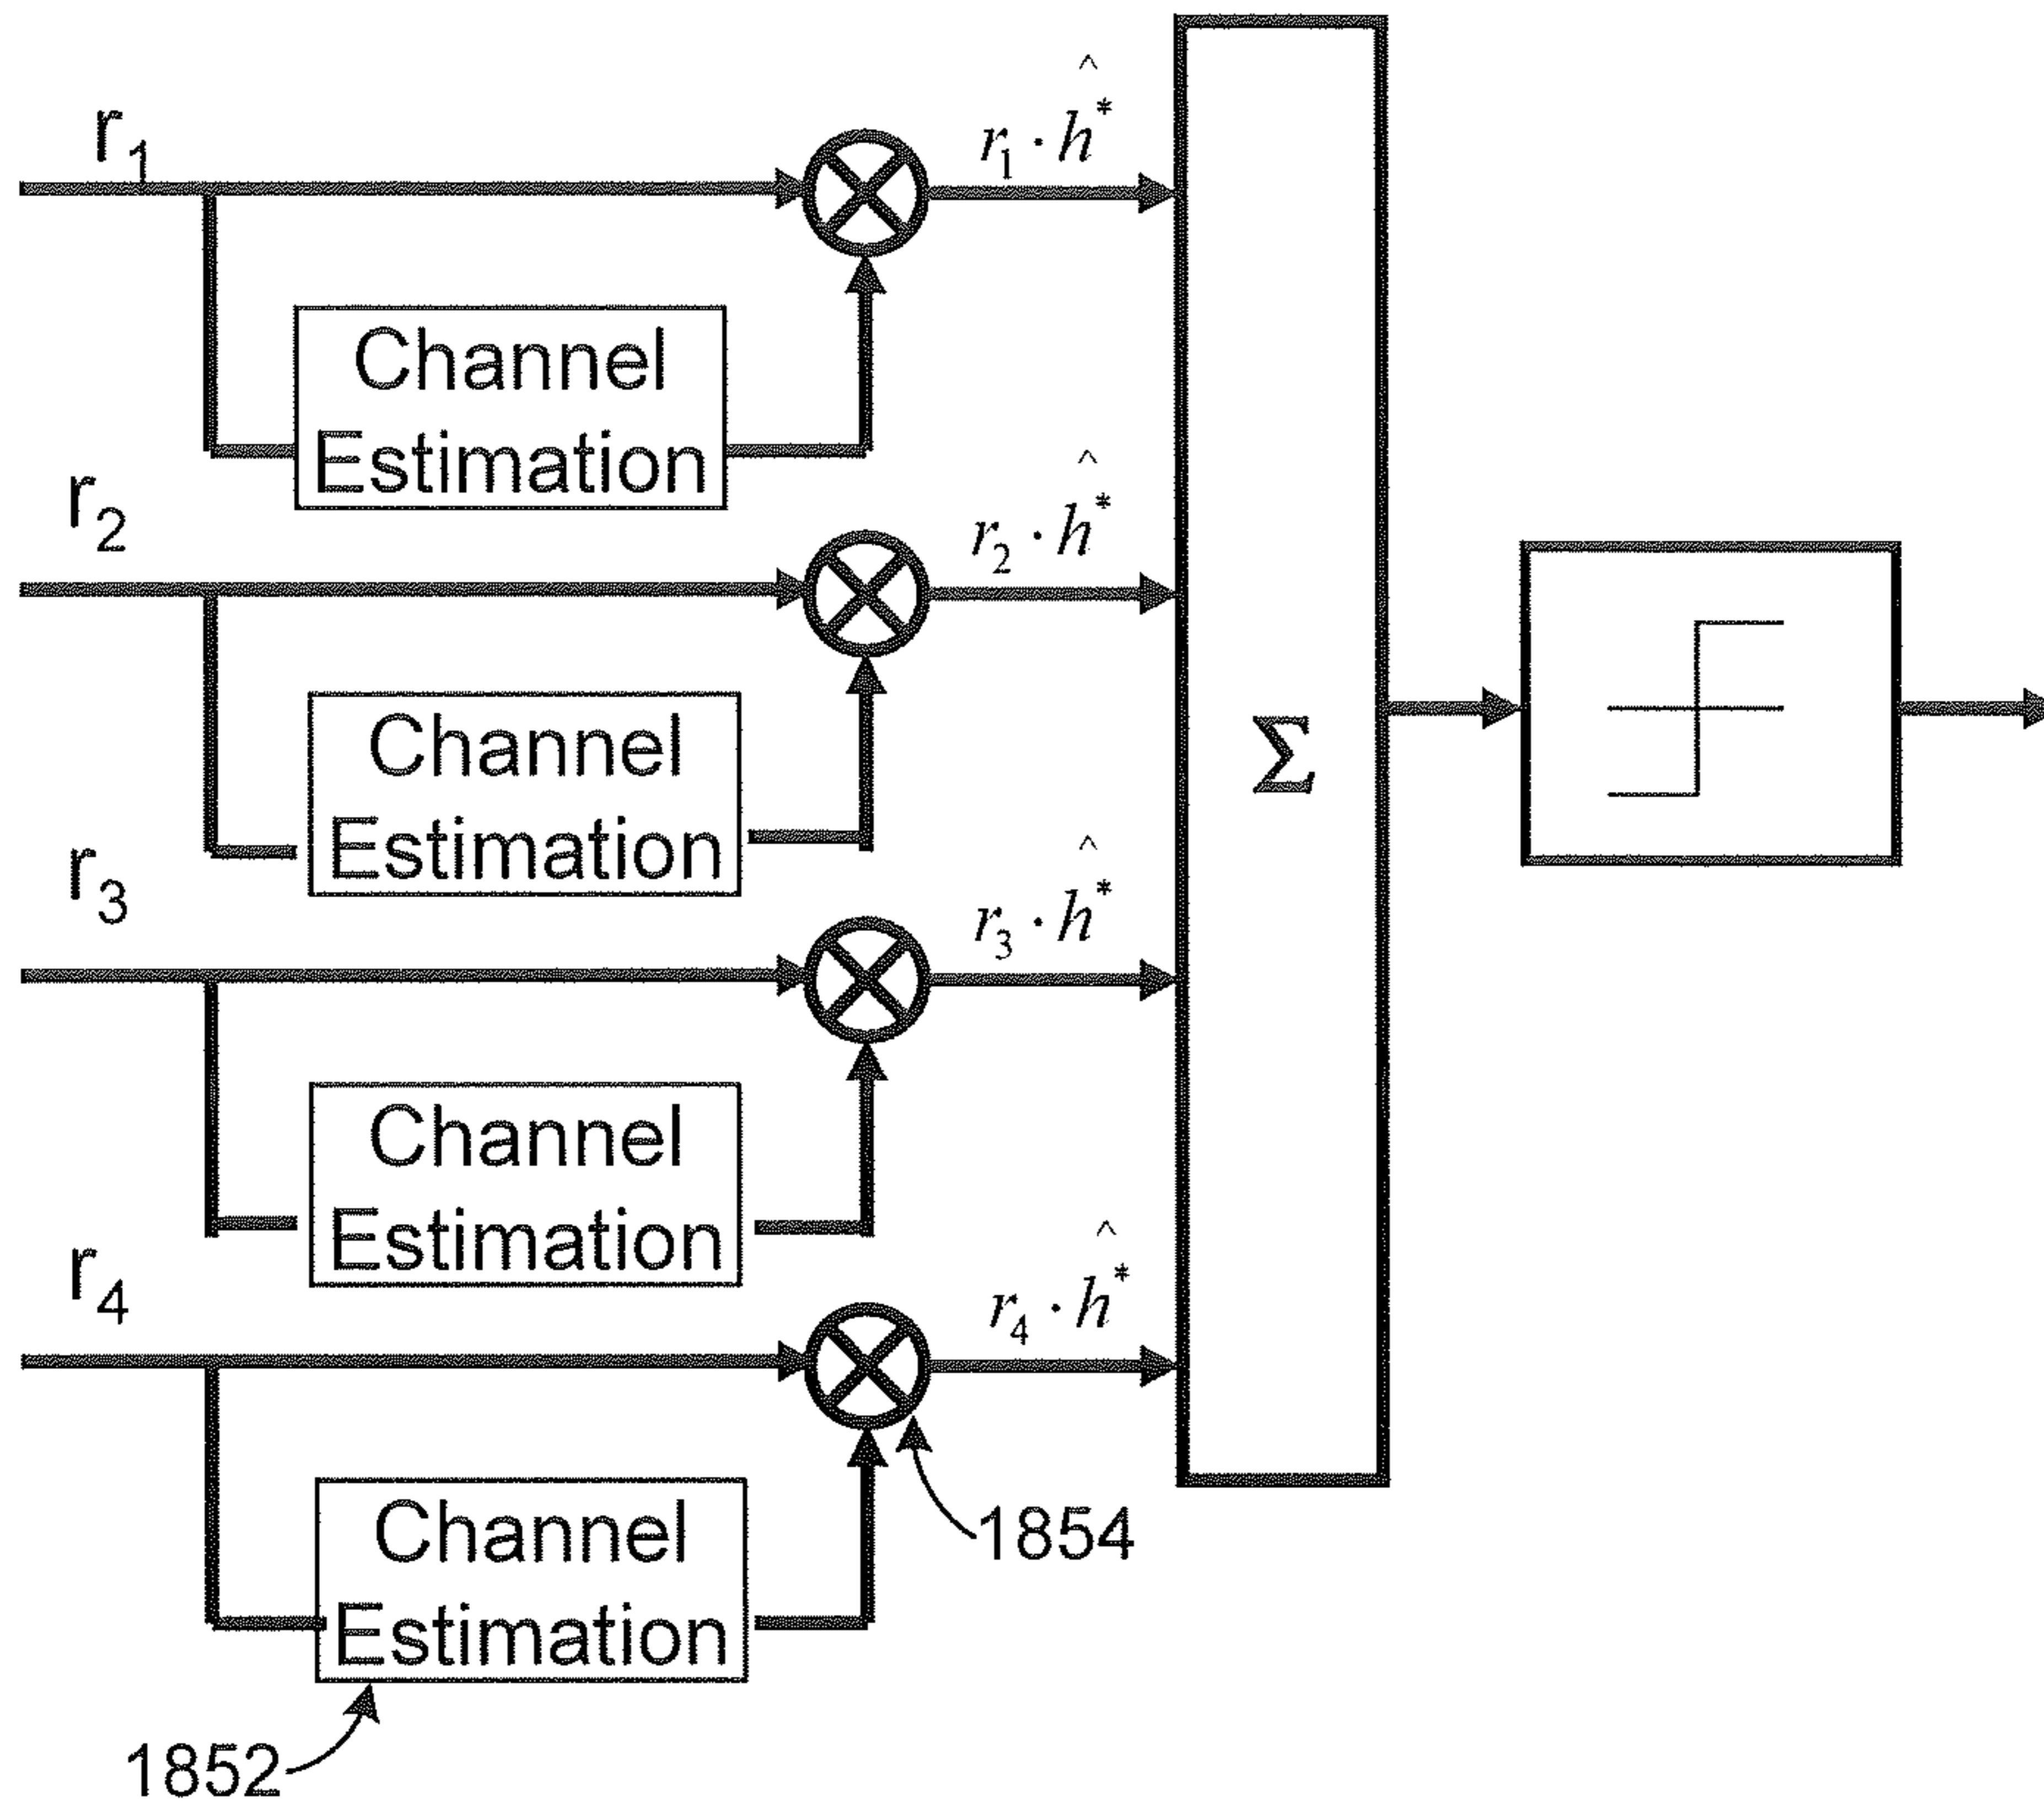 r₁
r₁ · ĥ*
Channel
Estimation
r₂
r₂ · ĥ*
Channel
Estimation
Σ
r₃
r₃ · ĥ*
Channel
Estimation
r₄
r₄ · ĥ*
Channel
Estimation
1854
1852